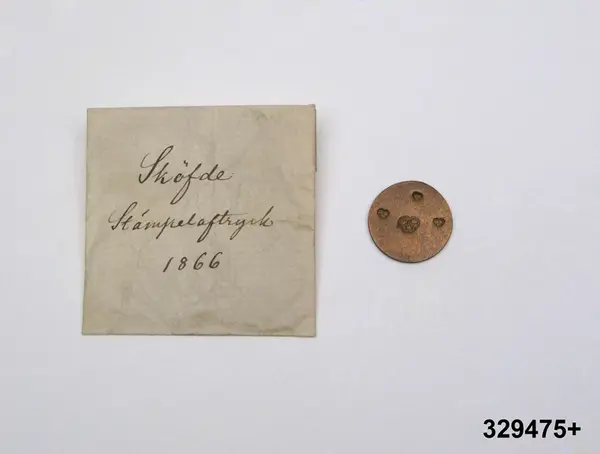 Sköfde
Stämpelaftryck
1866
329475+